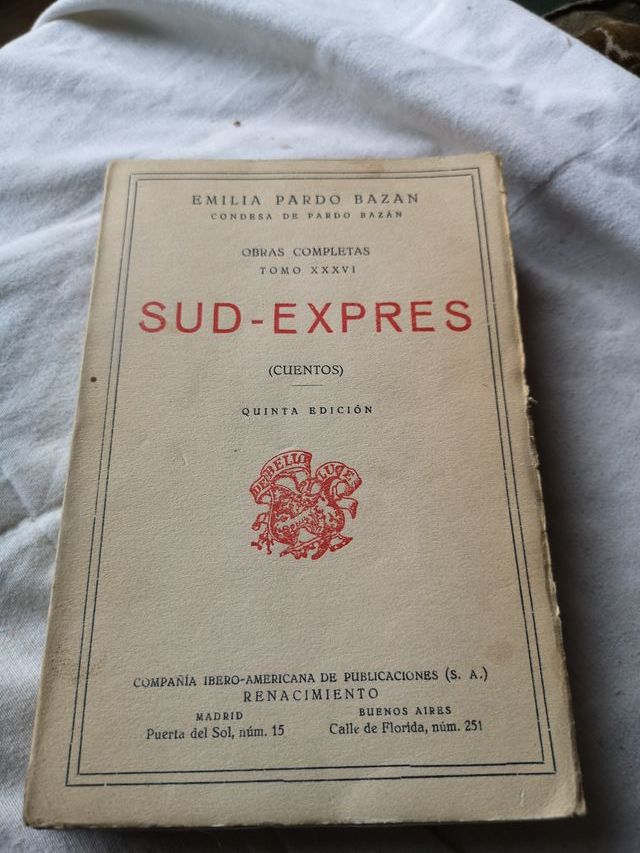 EMILIA PARDO BAZAN
CONDESA DE PARDO BAZÁN
OBRAS COMPLETAS
TOMO XXXVI
SUD-EXPRES
(CUENTOS)
QUINTA EDICIÓN
DE BELLO LUCE
COMPAÑÍA IBERO-AMERICANA DE PUBLICACIONES (S. A.)
RENACIMIENTO
MADRID
Puerta del Sol, núm. 15
BUENOS AIRES
Calle de Florida, núm. 251